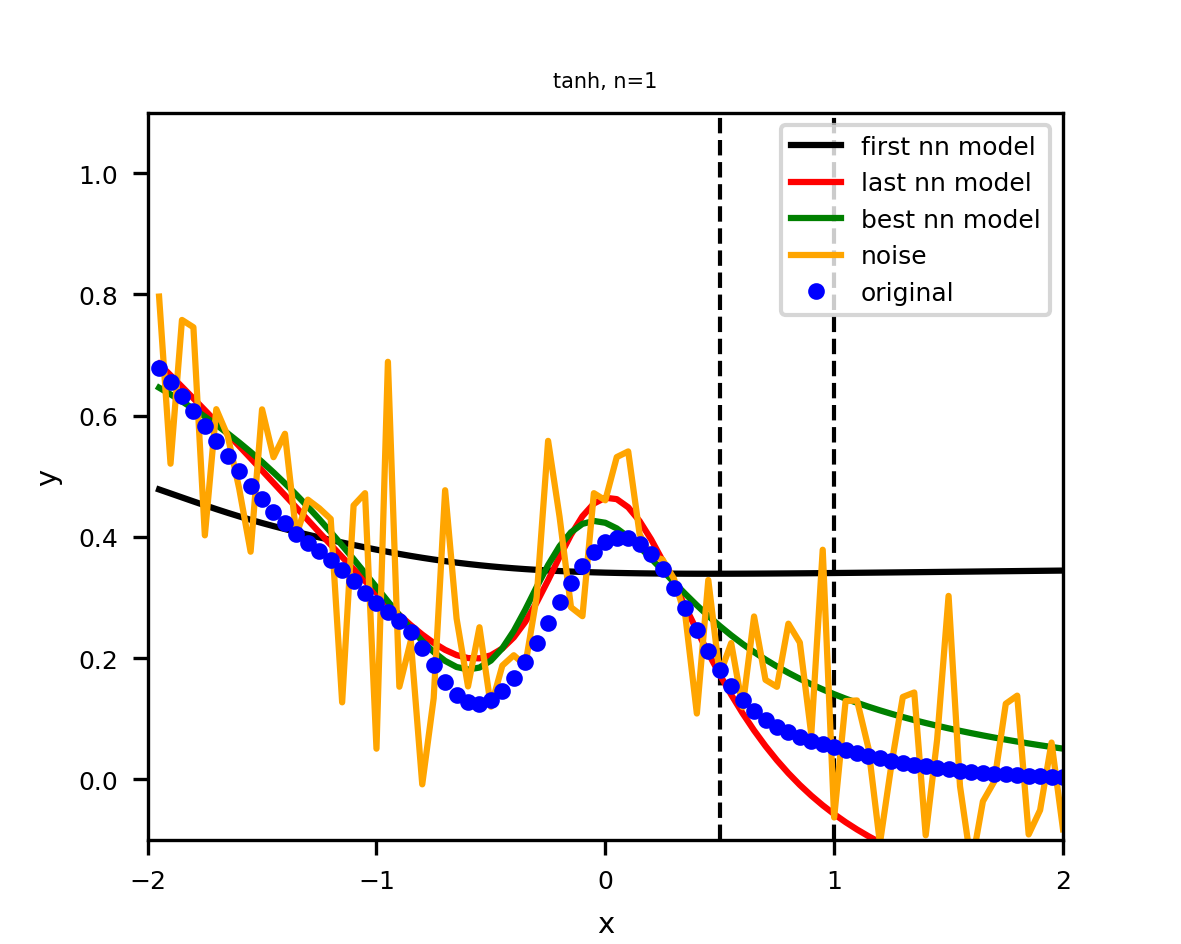 tanh, n=1
first nn model
last nn model
best nn model
noise
original
1.0
0.8
0.6
0.4
0.2
0.0
y
−2
−1
0
1
2
x